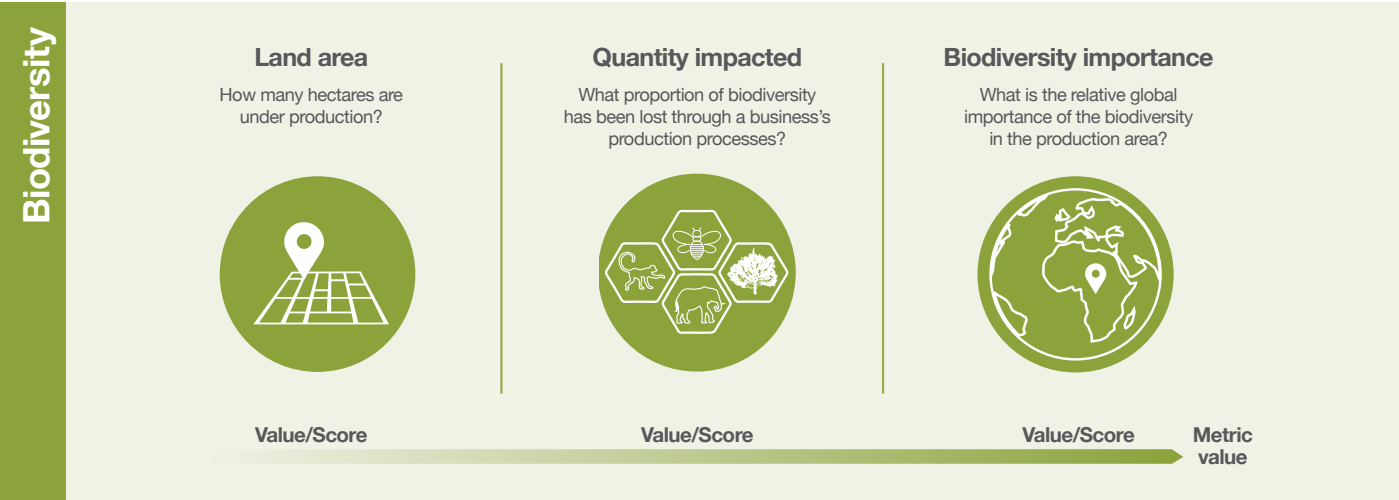 Biodiversity
Land area
How many hectares are
under production?
Quantity impacted
What proportion of biodiversity
has been lost through a business's
production processes?
Biodiversity importance
What is the relative global
importance of the biodiversity
in the production area?
Value/Score
Value/Score
Value/Score
Metric
value